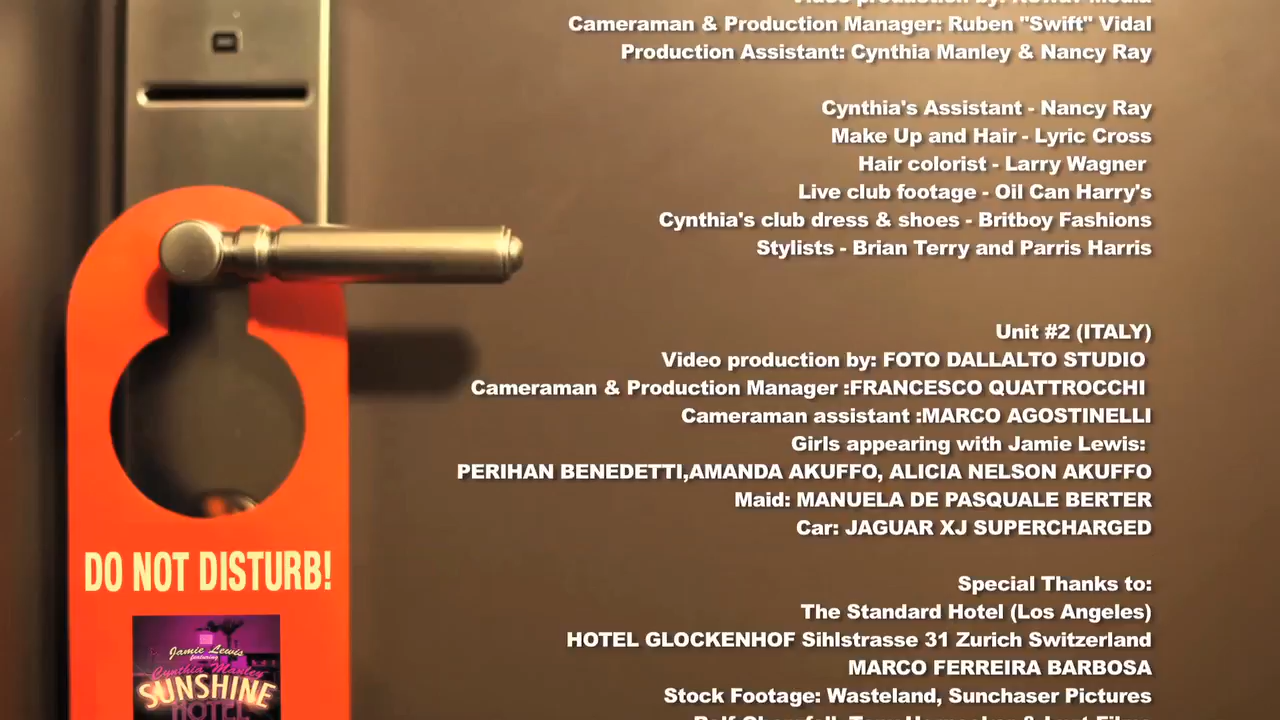 Cameraman & Production Manager: Ruben "Swift" Vidal
Production Assistant: Cynthia Manley & Nancy Ray
Cynthia's Assistant - Nancy Ray
Make Up and Hair - Lyric Cross
Hair colorist - Larry Wagner
Live club footage - Oil Can Harry's
Cynthia's club dress & shoes - Britboy Fashions
Stylists - Brian Terry and Parris Harris
Unit #2 (ITALY)
Video production by: FOTO DALLALTO STUDIO
Cameraman & Production Manager :FRANCESCO QUATTROCCHI
Cameraman assistant :MARCO AGOSTINELLI
Girls appearing with Jamie Lewis:
PERIHAN BENEDETTI,AMANDA AKUFFO, ALICIA NELSON AKUFFO
Maid: MANUELA DE PASQUALE BERTER
Car: JAGUAR XJ SUPERCHARGED
Special Thanks to:
The Standard Hotel (Los Angeles)
HOTEL GLOCKENHOF Sihlstrasse 31 Zurich Switzerland
MARCO FERREIRA BARBOSA
Stock Footage: Wasteland, Sunchaser Pictures
DO NOT DISTURB!
Jamie Lewis
featuring
Cynthia Manley
SUNSHINE
HOTEL